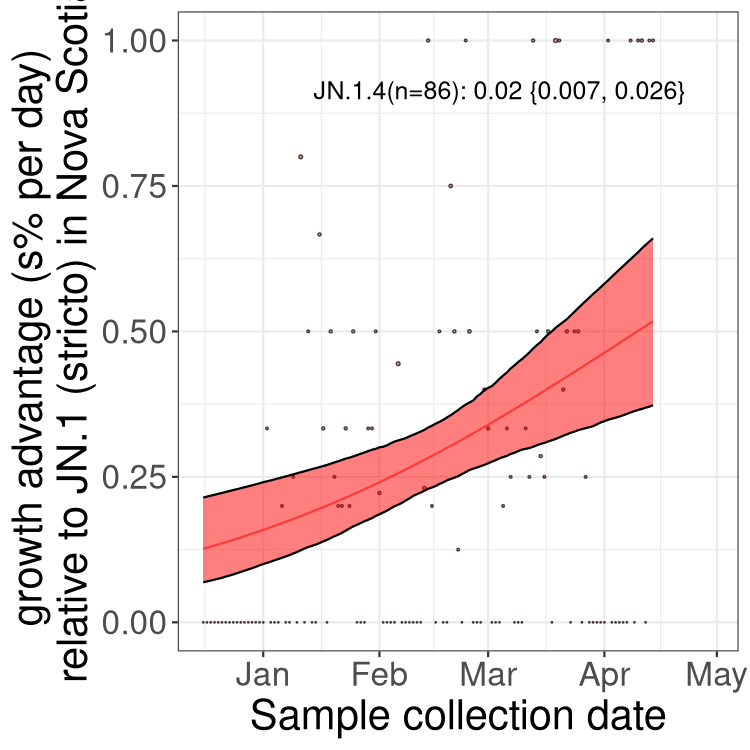 growth advantage (s% per day)
relative to JN.1 (stricto) in Nova Scotia
1.00
0.75
0.50
0.25
0.00
JN.1.4(n=86): 0.02 {0.007, 0.026}
Jan Feb Mar Apr May
Sample collection date